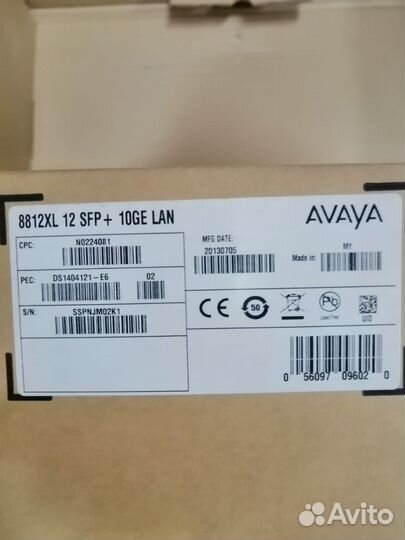 8812XL 12 SFP+ 10GE LAN
AVAYA
CPC: N0224081
PEC: DS1404121-E6 02
S/N: SSPNJM02K1
MFG DATE:
20130705
Made in: MY
CE 50 Pb
Lead Free
UID
0 56097 09602 0
Avito